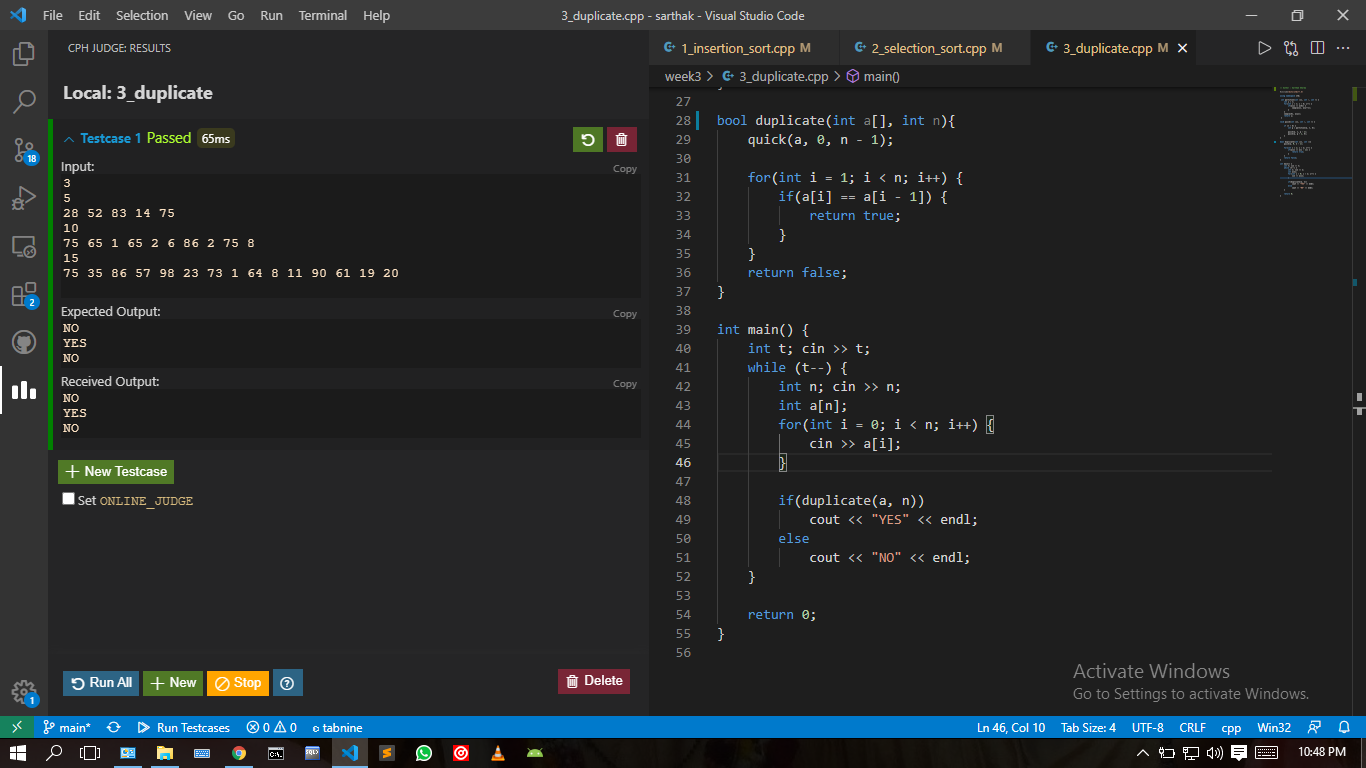 File Edit Selection View Go Run Terminal Help
3_duplicate.cpp - sarthak - Visual Studio Code
CPH JUDGE: RESULTS
Local: 3_duplicate
Testcase 1 Passed 65ms
Input:
Copy
3
5
28 52 83 14 75
10
75 65 1 65 2 6 86 2 75 8
15
75 35 86 57 98 23 73 1 64 8 11 90 61 19 20
Expected Output:
Copy
NO
YES
NO
Received Output:
Copy
NO
YES
NO
New Testcase
Set ONLINE_JUDGE
Run All New Stop Delete
18
2
1
1_insertion_sort.cpp M 2_selection_sort.cpp M 3_duplicate.cpp M
week3 > 3_duplicate.cpp > main()
27
28 bool duplicate(int a[], int n){
29 quick(a, 0, n - 1);
30
31 for(int i = 1; i < n; i++) {
32 if(a[i] == a[i - 1]) {
33 return true;
34 }
35 }
36 return false;
37 }
38
39 int main() {
40 int t; cin >> t;
41 while (t--) {
42 int n; cin >> n;
43 int a[n];
44 for(int i = 0; i < n; i++) {
45 cin >> a[i];
46 }
47
48 if(duplicate(a, n))
49 cout << "YES" << endl;
50 else
51 cout << "NO" << endl;
52 }
53
54 return 0;
55 }
56
Activate Windows
Go to Settings to activate Windows.
main* Run Testcases 0 0 tabnine
Ln 46, Col 10 Tab Size: 4 UTF-8 CRLF cpp Win32
10:48 PM